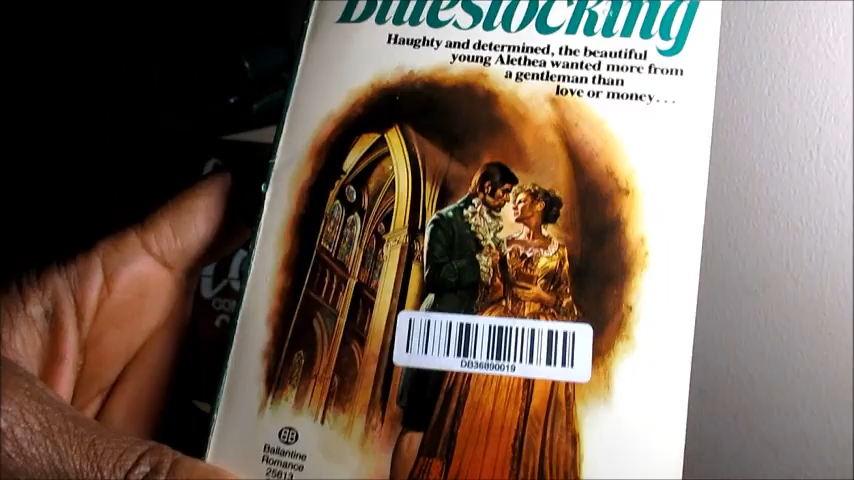 Bluestocking
Haughty and determined, the beautiful
young Alethea wanted more from
a gentleman than
love or money...
DB36890019
BB
Ballantine
Romance
25613